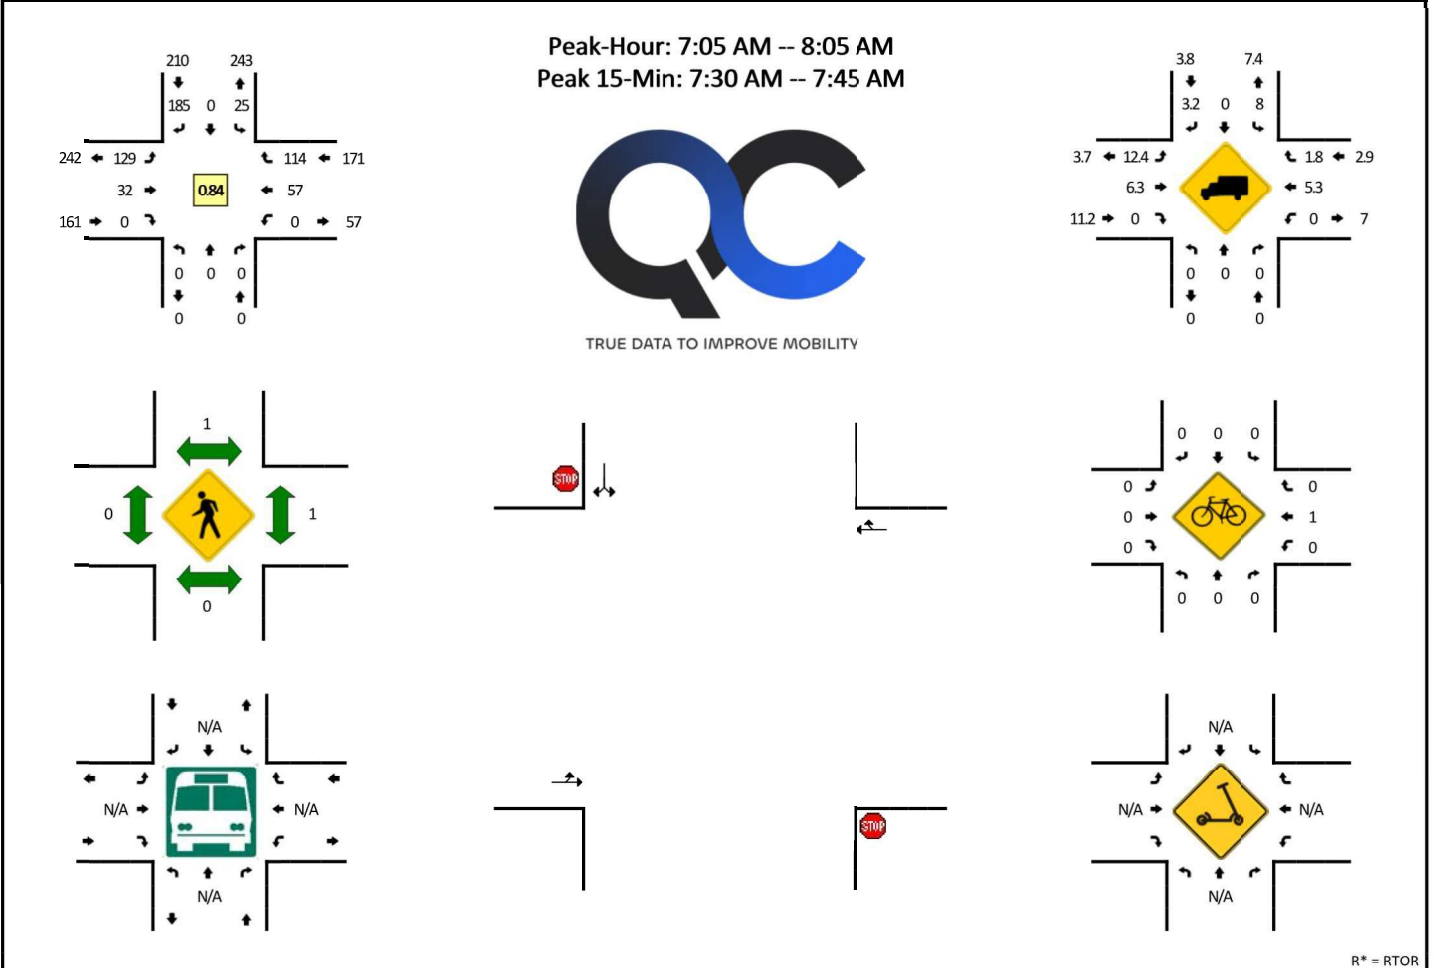 Peak-Hour: 7:05 AM -- 8:05 AM
Peak 15-Min: 7:30 AM -- 7:45 AM
210 243
185 0 25
242 129 114 171
32 0.84 57
161 0 0 57
0 0 0
0 0
TRUE DATA TO IMPROVE MOBILITY
3.8 7.4
3.2 0 8
3.7 12.4 1.8 2.9
6.3 5.3
11.2 0 0 7
0 0 0
0 0
1
0 1
0
STOP
STOP
0 0 0
0 0
0 1
0 0
0 0 0
N/A
N/A N/A
N/A
N/A
N/A N/A
N/A
R* = RTOR